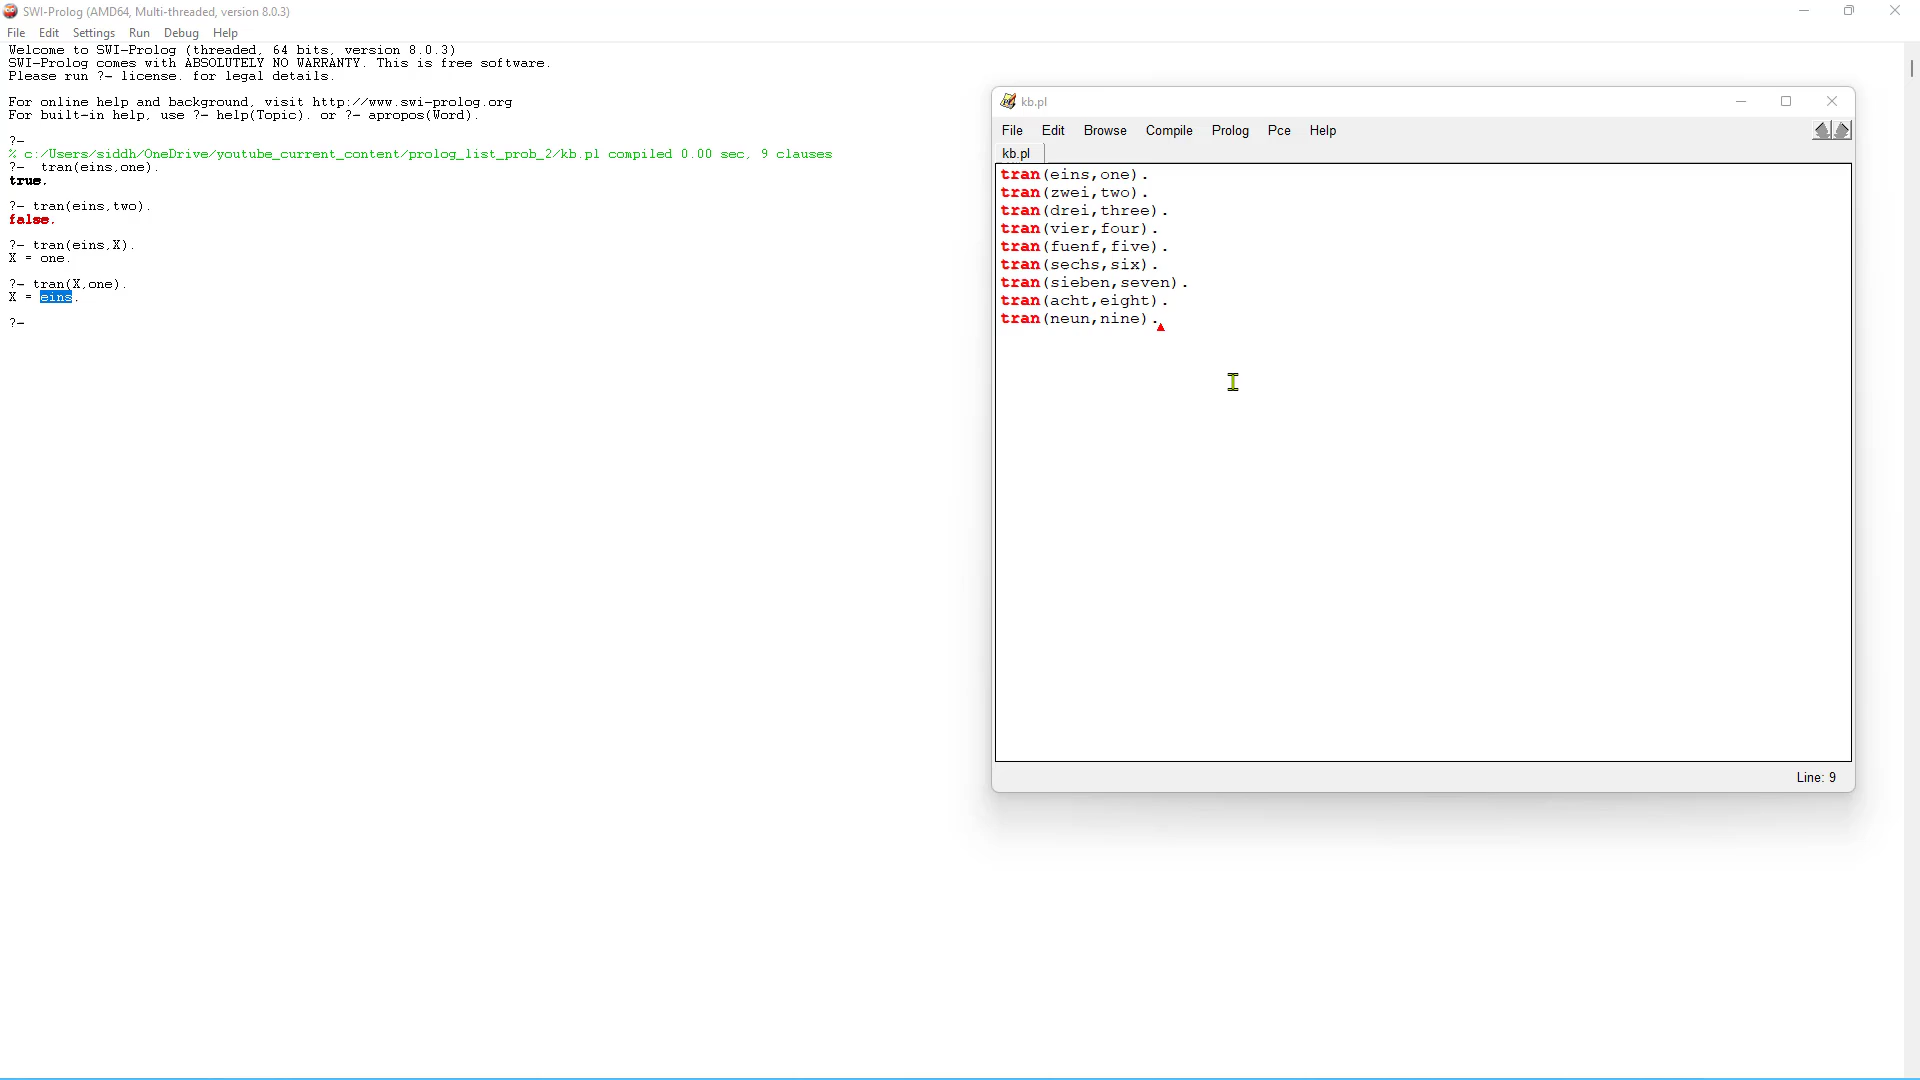 SWI-Prolog (AMD64, Multi-threaded, version 8.0.3)
File Edit Settings Run Debug Help
Welcome to SWI-Prolog (threaded, 64 bits, version 8.0.3)
SWI-Prolog comes with ABSOLUTELY NO WARRANTY. This is free software.
Please run ?- license. for legal details.
For online help and background, visit http://www.swi-prolog.org
For built-in help, use ?- help(Topic). or ?- apropos(Word).
?-
% c:/Users/siddh/OneDrive/youtube_current_content/prolog_list_prob_2/kb.pl compiled 0.00 sec, 9 clauses
?-  tran(eins,one).
true.
?- tran(eins,two).
false.
?- tran(eins,X).
X = one.
?- tran(X,one).
X = eins.
?-
kb.pl
File Edit Browse Compile Prolog Pce Help
kb.pl
tran(eins,one).
tran(zwei,two).
tran(drei,three).
tran(vier,four).
tran(fuenf,five).
tran(sechs,six).
tran(sieben,seven).
tran(acht,eight).
tran(neun,nine).
Line: 9